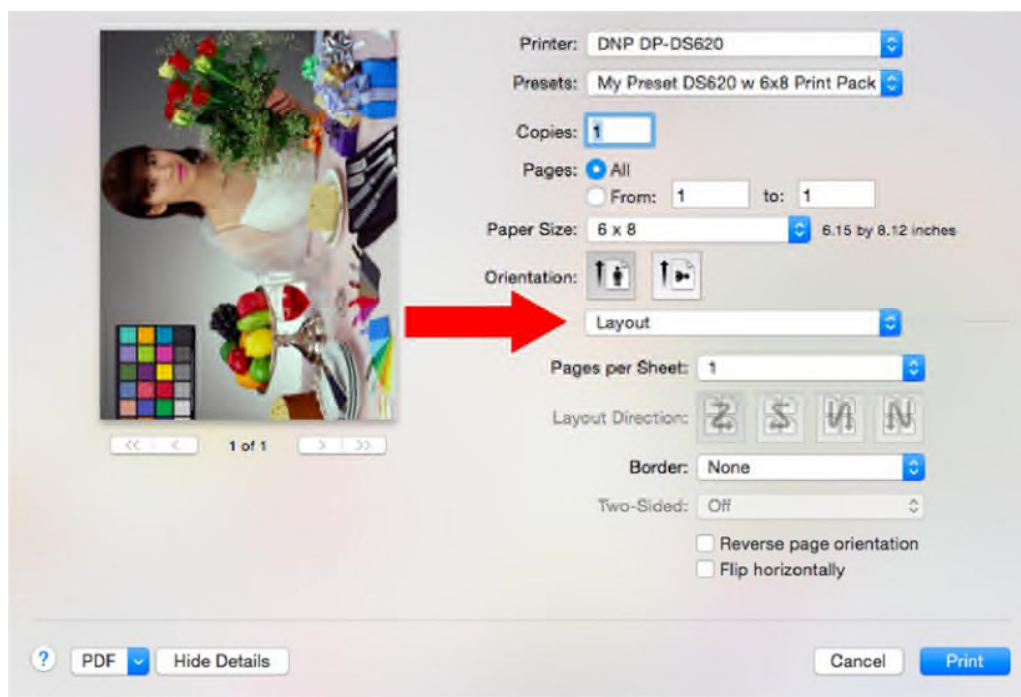 Printer: DNP DP-DS620
Presets: My Preset DS620 w 6x8 Print Pack
Copies: 1
Pages: All
From: 1 to: 1
Paper Size: 6 x 8 6.15 by 8.12 inches
Orientation:
Layout
Pages per Sheet: 1
Layout Direction:
Border: None
Two-Sided: Off
Reverse page orientation
Flip horizontally
<< < 1 of 1 > >>
? PDF Hide Details Cancel Print